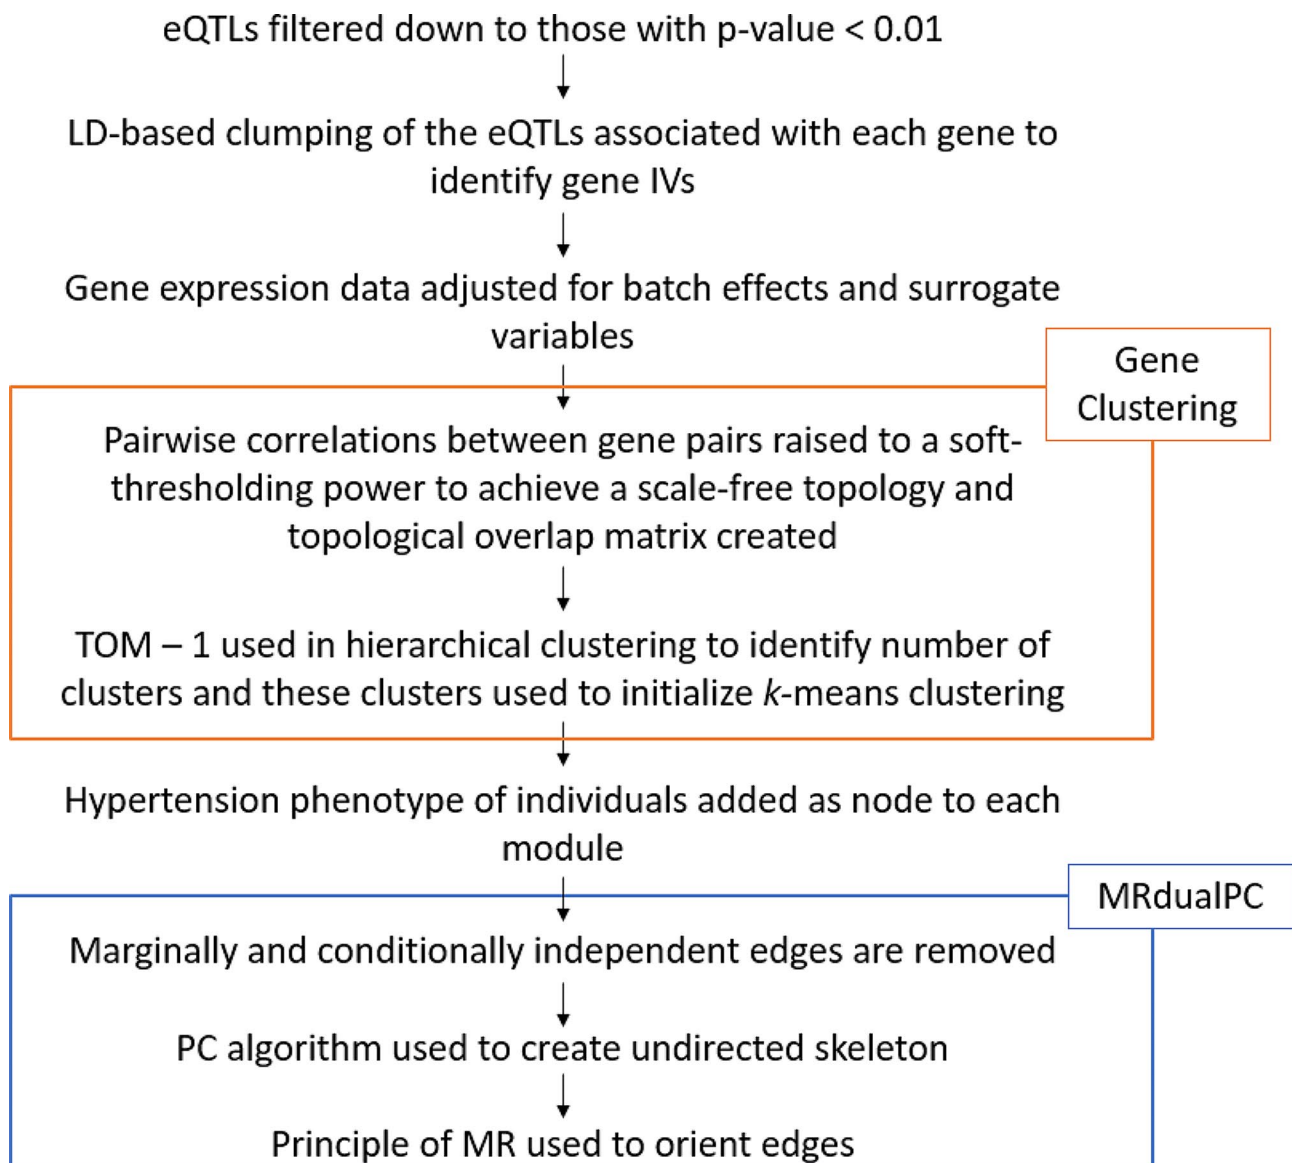 eQTLs filtered down to those with p-value < 0.01
LD-based clumping of the eQTLs associated with each gene to
identify gene IVs
Gene expression data adjusted for batch effects and surrogate
variables
Gene
Clustering
Pairwise correlations between gene pairs raised to a soft-
thresholding power to achieve a scale-free topology and
topological overlap matrix created
TOM – 1 used in hierarchical clustering to identify number of
clusters and these clusters used to initialize k-means clustering
Hypertension phenotype of individuals added as node to each
module
MRdualPC
Marginally and conditionally independent edges are removed
PC algorithm used to create undirected skeleton
Principle of MR used to orient edges